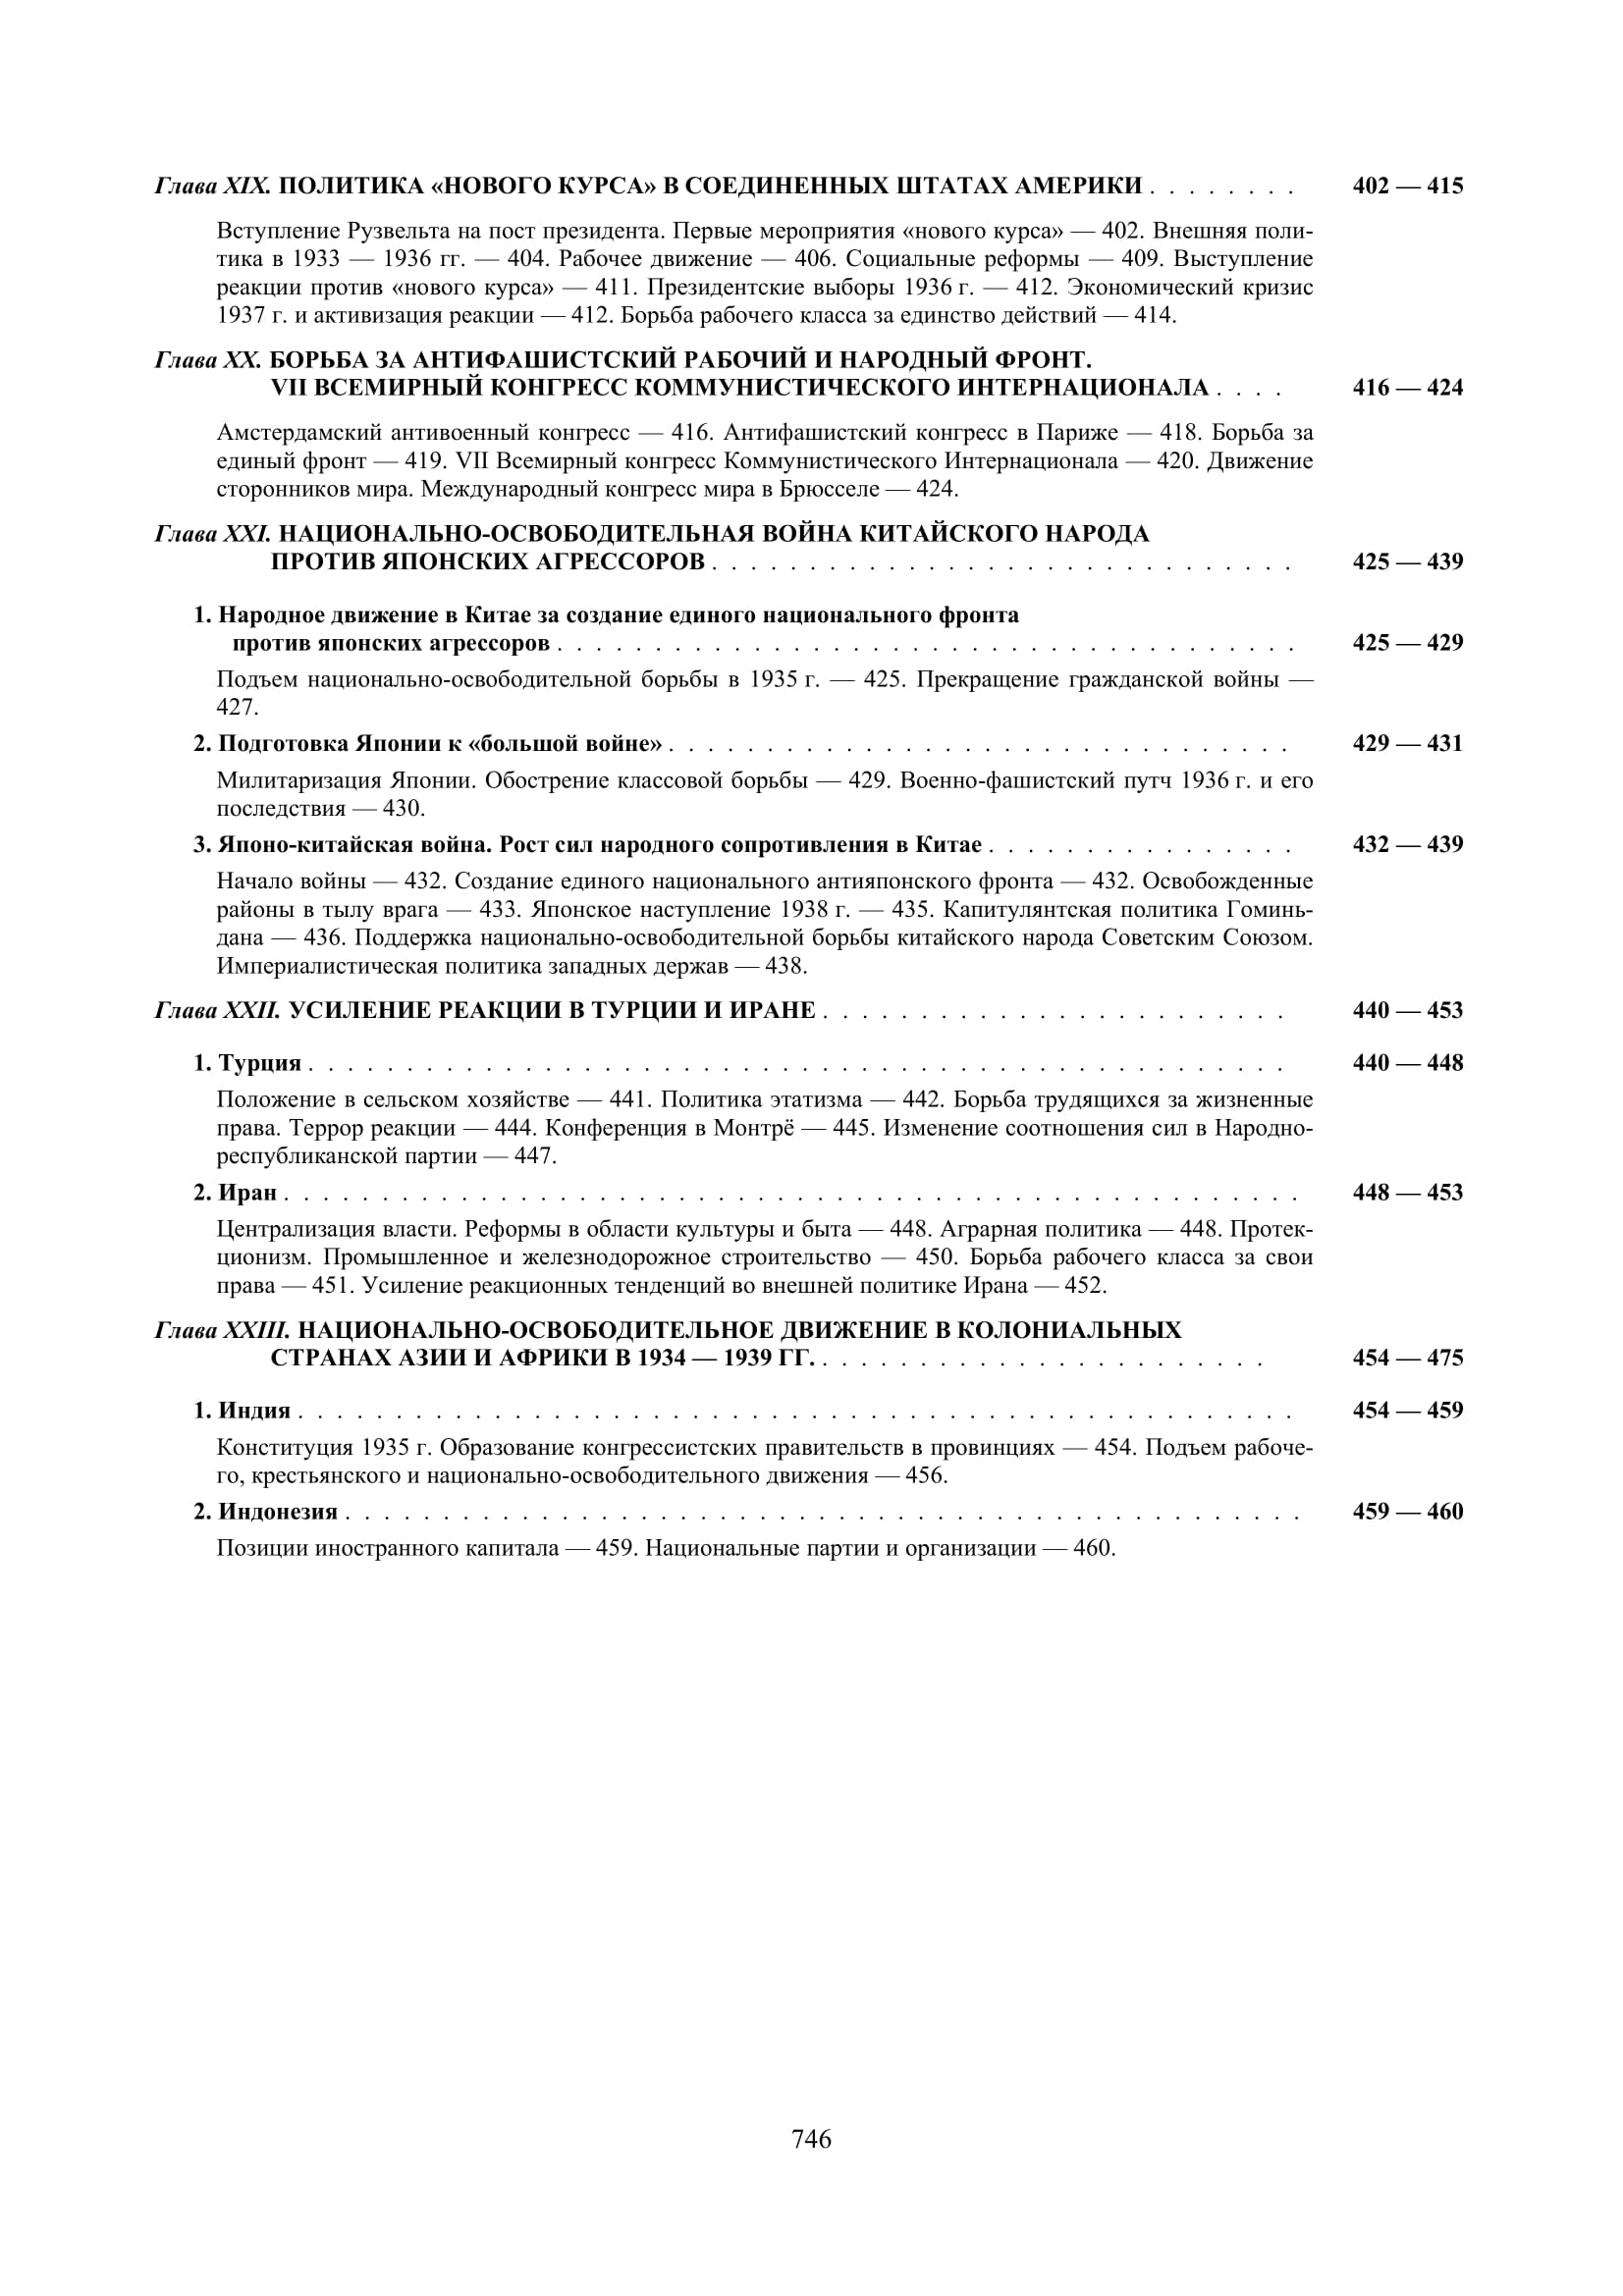 Глава XIX. ПОЛИТИКА «НОВОГО КУРСА» В СОЕДИНЕННЫХ ШТАТАХ АМЕРИКИ . . . . . . . . 402 — 415
Вступление Рузвельта на пост президента. Первые мероприятия «нового курса» — 402. Внешняя поли-
тика в 1933 — 1936 гг. — 404. Рабочее движение — 406. Социальные реформы — 409. Выступление
реакции против «нового курса» — 411. Президентские выборы 1936 г. — 412. Экономический кризис
1937 г. и активизация реакции — 412. Борьба рабочего класса за единство действий — 414.
Глава XX. БОРЬБА ЗА АНТИФАШИСТСКИЙ РАБОЧИЙ И НАРОДНЫЙ ФРОНТ.
VII ВСЕМИРНЫЙ КОНГРЕСС КОММУНИСТИЧЕСКОГО ИНТЕРНАЦИОНАЛА . . . . 416 — 424
Амстердамский антивоенный конгресс — 416. Антифашистский конгресс в Париже — 418. Борьба за
единый фронт — 419. VII Всемирный конгресс Коммунистического Интернационала — 420. Движение
сторонников мира. Международный конгресс мира в Брюсселе — 424.
Глава XXI. НАЦИОНАЛЬНО-ОСВОБОДИТЕЛЬНАЯ ВОЙНА КИТАЙСКОГО НАРОДА
ПРОТИВ ЯПОНСКИХ АГРЕССОРОВ . . . . . . . . . . . . . . . . . . . . . . . . . . . . . . 425 — 439
1. Народное движение в Китае за создание единого национального фронта
против японских агрессоров . . . . . . . . . . . . . . . . . . . . . . . . . . . . . . . . . . . . . . 425 — 429
Подъем национально-освободительной борьбы в 1935 г. — 425. Прекращение гражданской войны —
427.
2. Подготовка Японии к «большой войне» . . . . . . . . . . . . . . . . . . . . . . . . . . . . . . . . 429 — 431
Милитаризация Японии. Обострение классовой борьбы — 429. Военно-фашистский путч 1936 г. и его
последствия — 430.
3. Японо-китайская война. Рост сил народного сопротивления в Китае . . . . . . . . . . . . . . . . 432 — 439
Начало войны — 432. Создание единого национального антияпонского фронта — 432. Освобожденные
районы в тылу врага — 433. Японское наступление 1938 г. — 435. Капитулянтская политика Гоминь-
дана — 436. Поддержка национально-освободительной борьбы китайского народа Советским Союзом.
Империалистическая политика западных держав — 438.
Глава XXII. УСИЛЕНИЕ РЕАКЦИИ В ТУРЦИИ И ИРАНЕ . . . . . . . . . . . . . . . . . . . . . . . . 440 — 453
1. Турция . . . . . . . . . . . . . . . . . . . . . . . . . . . . . . . . . . . . . . . . . . . . . . . . . . 440 — 448
Положение в сельском хозяйстве — 441. Политика этатизма — 442. Борьба трудящихся за жизненные
права. Террор реакции — 444. Конференция в Монтрё — 445. Изменение соотношения сил в Народно-
республиканской партии — 447.
2. Иран . . . . . . . . . . . . . . . . . . . . . . . . . . . . . . . . . . . . . . . . . . . . . . . . . . . . 448 — 453
Централизация власти. Реформы в области культуры и быта — 448. Аграрная политика — 448. Протек-
ционизм. Промышленное и железнодорожное строительство — 450. Борьба рабочего класса за свои
права — 451. Усиление реакционных тенденций во внешней политике Ирана — 452.
Глава XXIII. НАЦИОНАЛЬНО-ОСВОБОДИТЕЛЬНОЕ ДВИЖЕНИЕ В КОЛОНИАЛЬНЫХ
СТРАНАХ АЗИИ И АФРИКИ В 1934 — 1939 ГГ. . . . . . . . . . . . . . . . . . . . . . . . 454 — 475
1. Индия . . . . . . . . . . . . . . . . . . . . . . . . . . . . . . . . . . . . . . . . . . . . . . . . . . . 454 — 459
Конституция 1935 г. Образование конгрессистских правительств в провинциях — 454. Подъем рабоче-
го, крестьянского и национально-освободительного движения — 456.
2. Индонезия . . . . . . . . . . . . . . . . . . . . . . . . . . . . . . . . . . . . . . . . . . . . . . . . . 459 — 460
Позиции иностранного капитала — 459. Национальные партии и организации — 460.
746